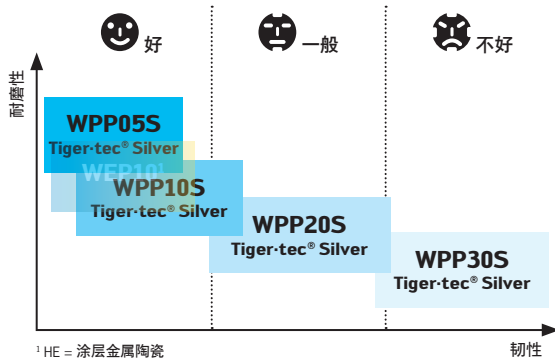 好
一般
不好
耐磨性
WPP05S
Tiger·tec® Silver
WEP10¹
WPP10S
Tiger·tec® Silver
WPP20S
Tiger·tec® Silver
WPP30S
Tiger·tec® Silver
¹ HE = 涂层金属陶瓷
韧性